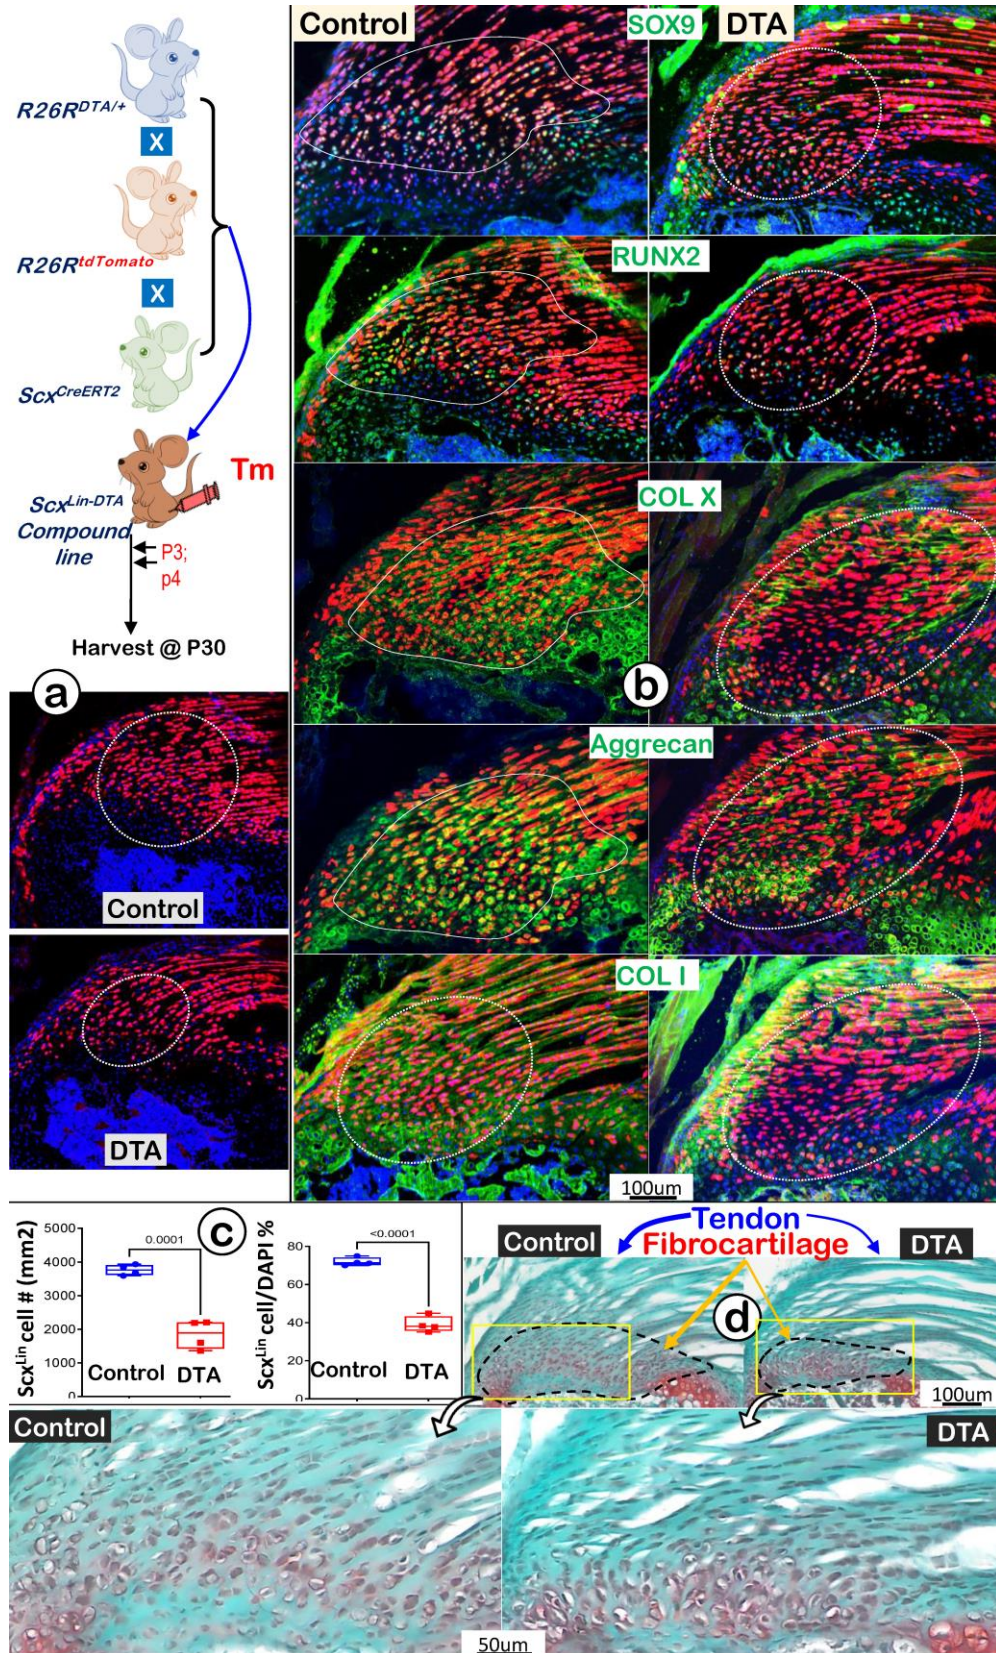 R26R^DTA/+
X
R26R^tdTomato
X
Scx^CreERT2
Tm
Scx^Lin-DTA
Compound
line
P3;
p4
Harvest @ P30
a
Control
DTA
Control
SOX9
DTA
RUNX2
COL X
b
Aggrecan
COL I
100um
c
Scx^Lin cell # (mm2)
5000
4000
3000
2000
1000
0
0.0001
Control
DTA
Scx^Lin cell/DAPI %
80
60
40
20
0
<0.0001
Control
DTA
Control
Tendon
Fibrocartilage
DTA
d
100um
Control
DTA
50um